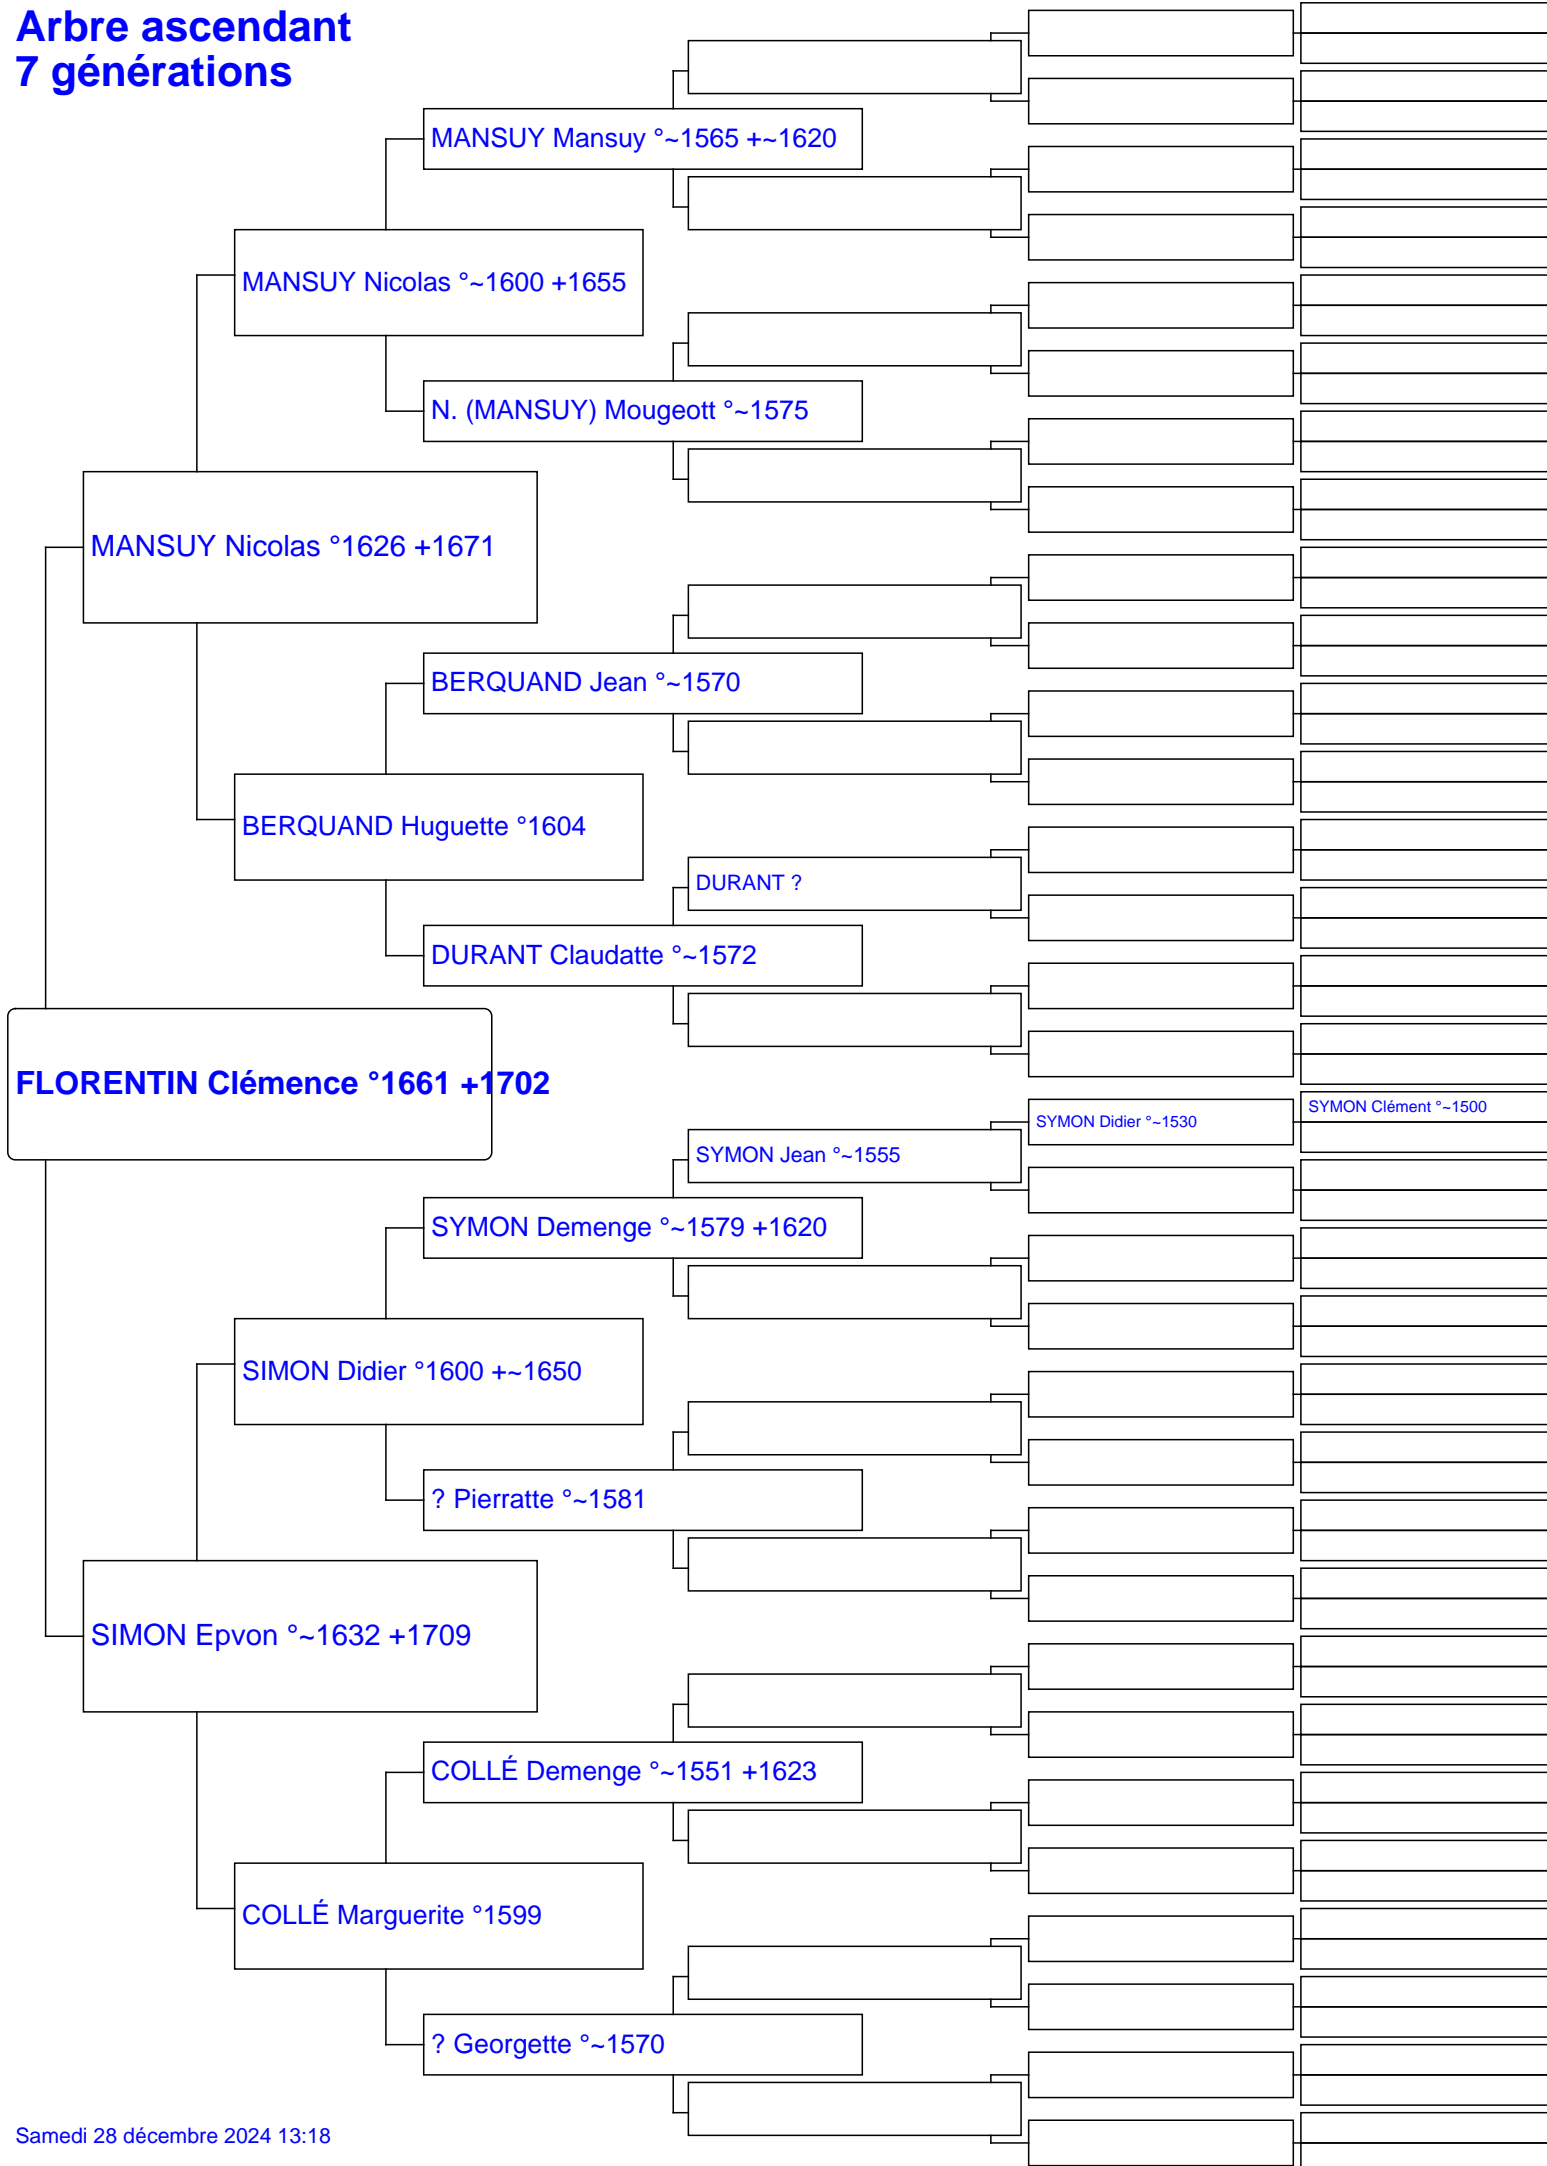 Arbre ascendant
7 générations
MANSUY Mansuy °~1565 +~1620
MANSUY Nicolas °~1600 +1655
N. (MANSUY) Mougeott °~1575
MANSUY Nicolas °1626 +1671
BERQUAND Jean °~1570
BERQUAND Huguette °1604
DURANT ?
DURANT Claudatte °~1572
FLORENTIN Clémence °1661 +1702
SYMON Clément °~1500
SYMON Didier °~1530
SYMON Jean °~1555
SYMON Demenge °~1579 +1620
SIMON Didier °1600 +~1650
? Pierratte °~1581
SIMON Epvon °~1632 +1709
COLLÉ Demenge °~1551 +1623
COLLÉ Marguerite °1599
? Georgette °~1570
Samedi 28 décembre 2024 13:18